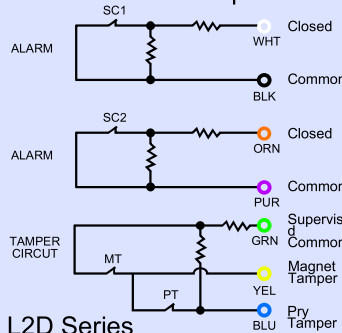 SC1
Closed
WHT
ALARM
Common
BLK
SC2
Closed
ORN
ALARM
Common
PUR
Supervis
d
Common
GRN
TAMPER
CIRCUT
MT
Magnet
Tamper
YEL
PT
Pry
Tamper
BLU
L2D Series